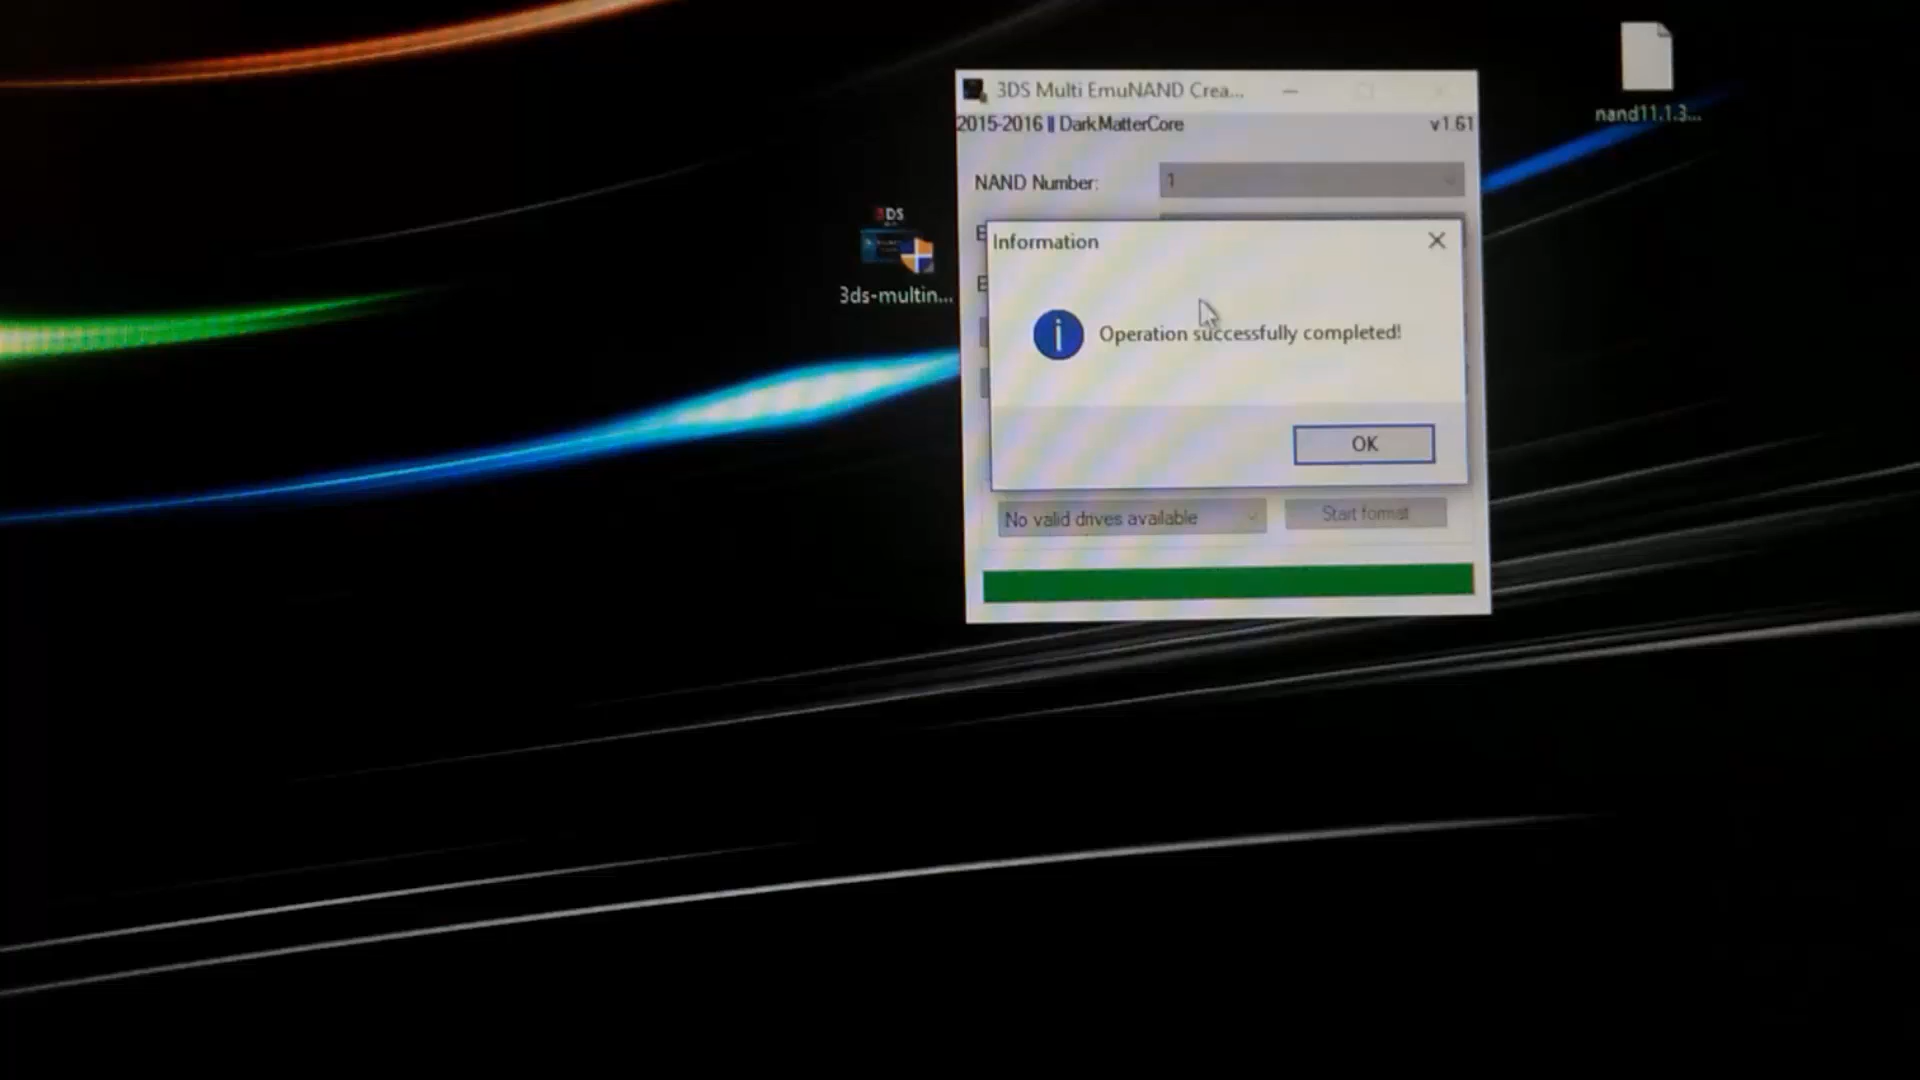 nand11.1.3...
3DS Multi EmuNAND Crea...
2015-2016 || DarkMatterCore
v1.61
NAND Number:
1
3DS
3ds-multin...
E
Information
E
Operation successfully completed!
OK
No valid drives available
Start format